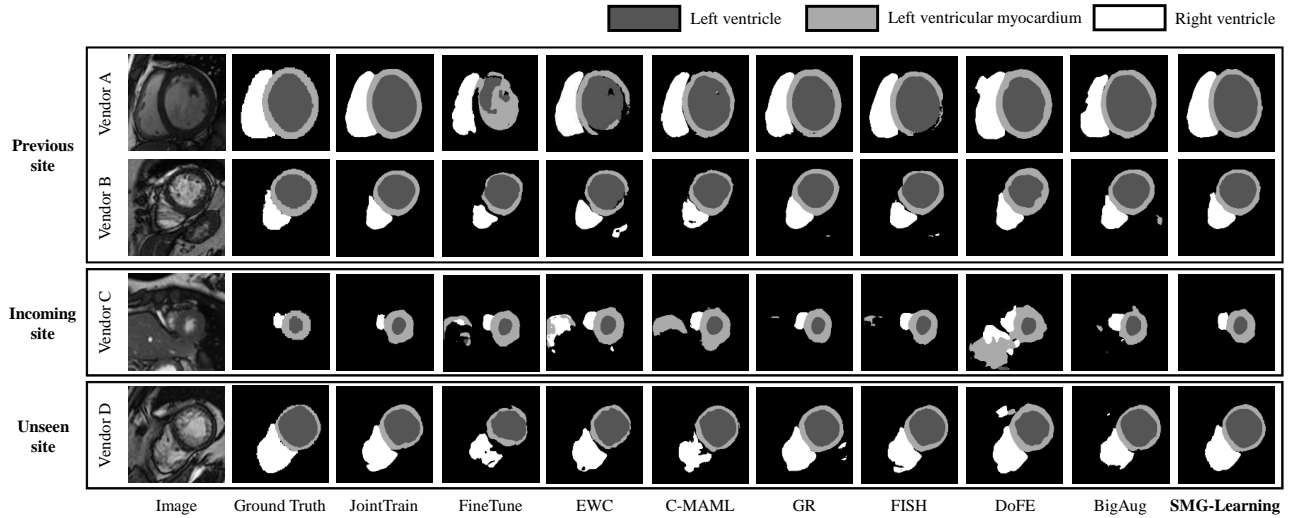 Left ventricle
Left ventricular myocardium
Right ventricle
Previous
site
Vendor A
Vendor B
Incoming
site
Vendor C
Unseen
site
Vendor D
Image
Ground Truth
JointTrain
FineTune
EWC
C-MAML
GR
FISH
DoFE
BigAug
SMG-Learning